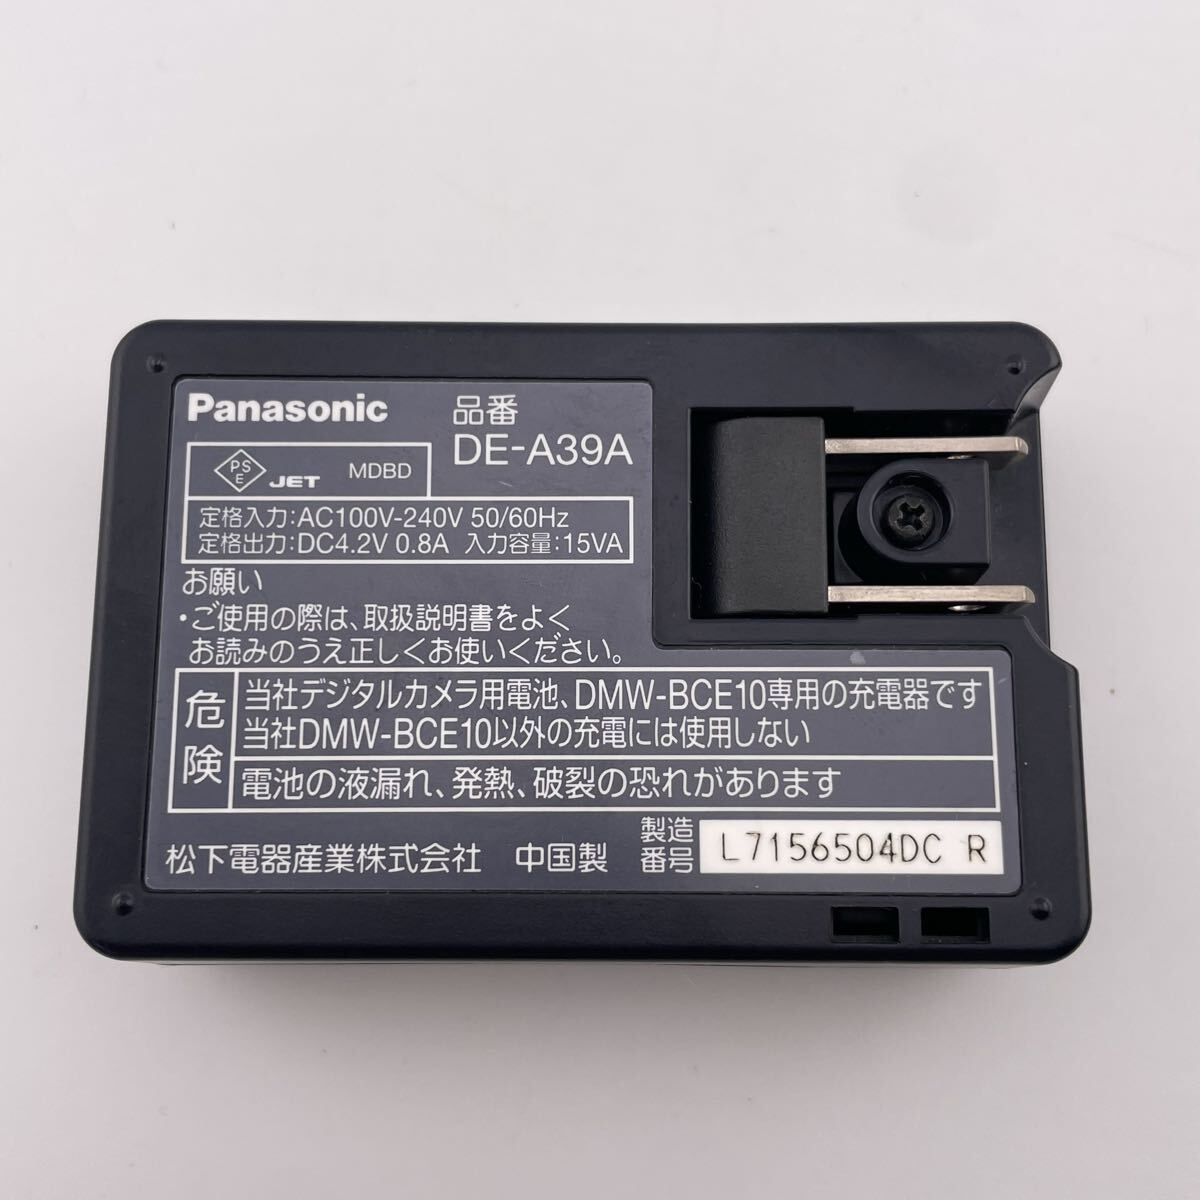 Panasonic
品番
DE-A39A
PSE JET MDBD
定格入力:AC100V-240V 50/60Hz
定格出力:DC4.2V 0.8A 入力容量:15VA
お願い
・ご使用の際は、取扱説明書をよく
お読みのうえ正しくお使いください。
危険
当社デジタルカメラ用電池、DMW-BCE10専用の充電器です
当社DMW-BCE10以外の充電には使用しない
電池の液漏れ、発熱、破裂の恐れがあります
松下電器産業株式会社 中国製
製造番号 L7156504DC R